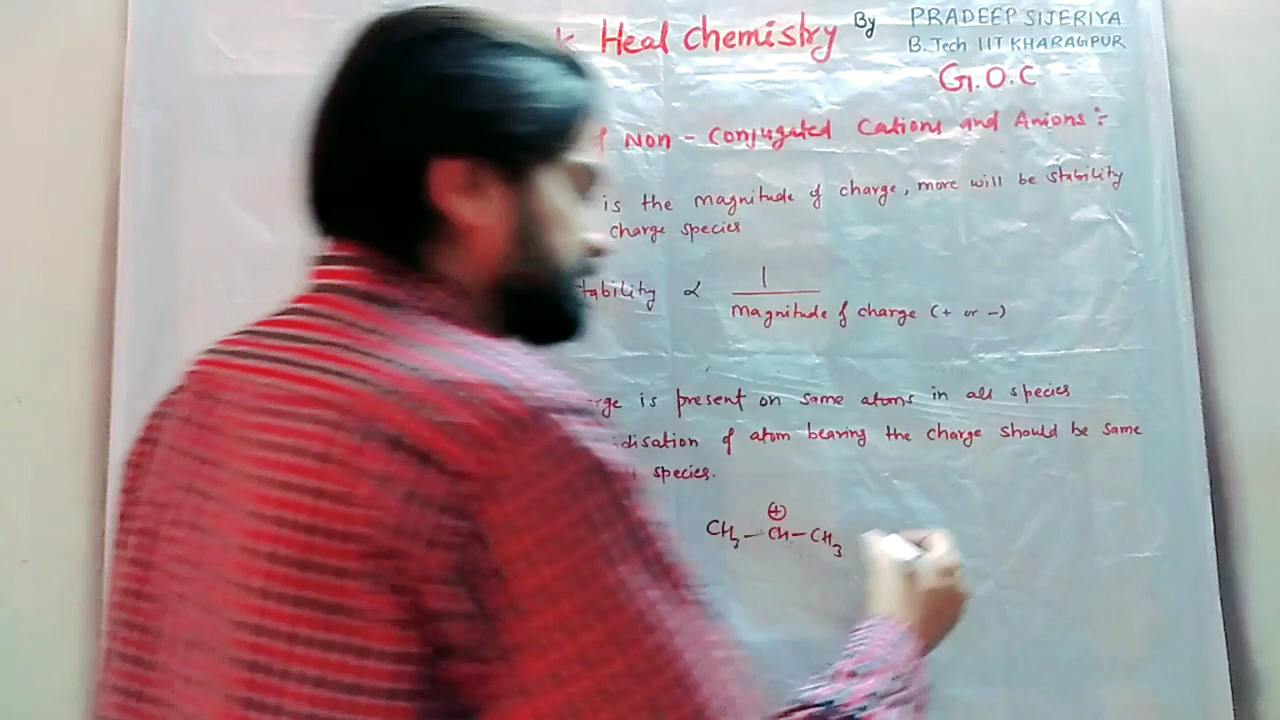 Heal Chemistry By PRADEEP SIJERIYA
B.Tech IIT KHARAGPUR
G.O.C
Non - Conjugated Cations and Anions :-
is the magnitude of charge, more will be stability
charge species
tability ∝ 1 / magnitude of charge (+ or -)
rge is present on same atoms in all species
disation of atom bearing the charge should be same
species.
⊕
CH₃—CH—CH₃